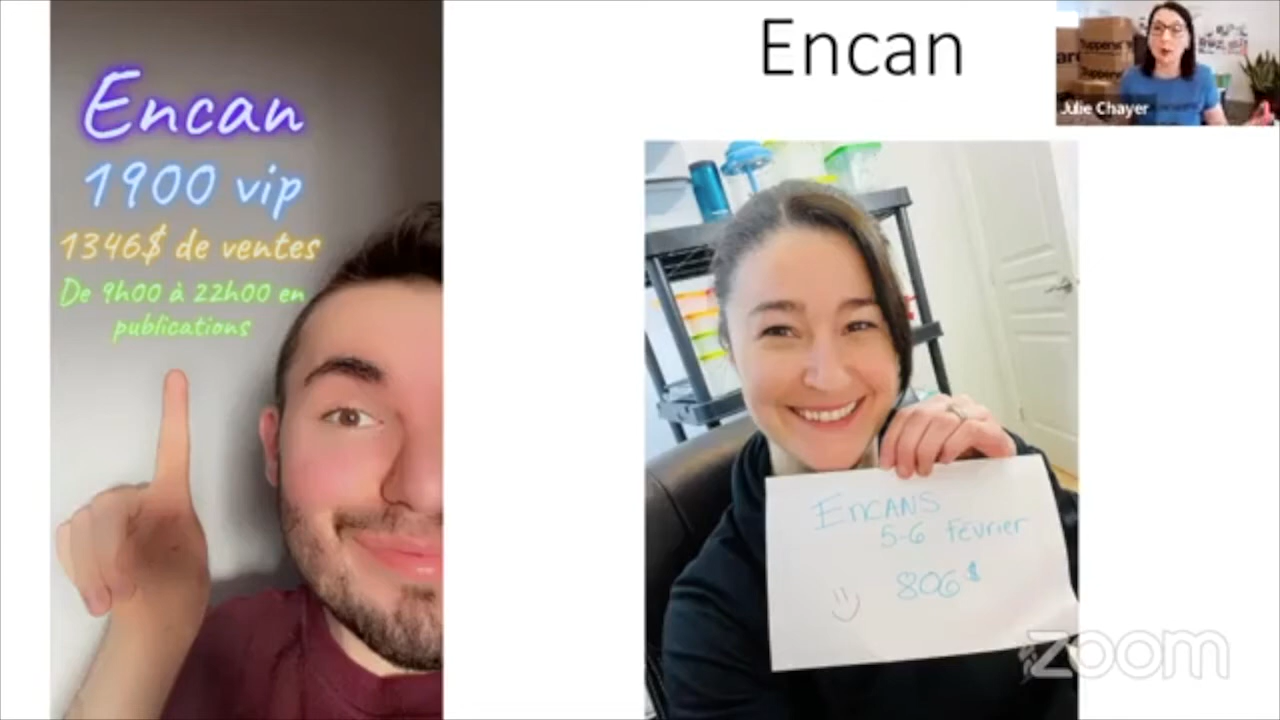 Encan
Encan
1900 vip
1346$ de ventes
De 9h00 à 22h00 en
publications
ENCANS
5-6 Février
806$
Tupperware
Julie Chayer
zoom